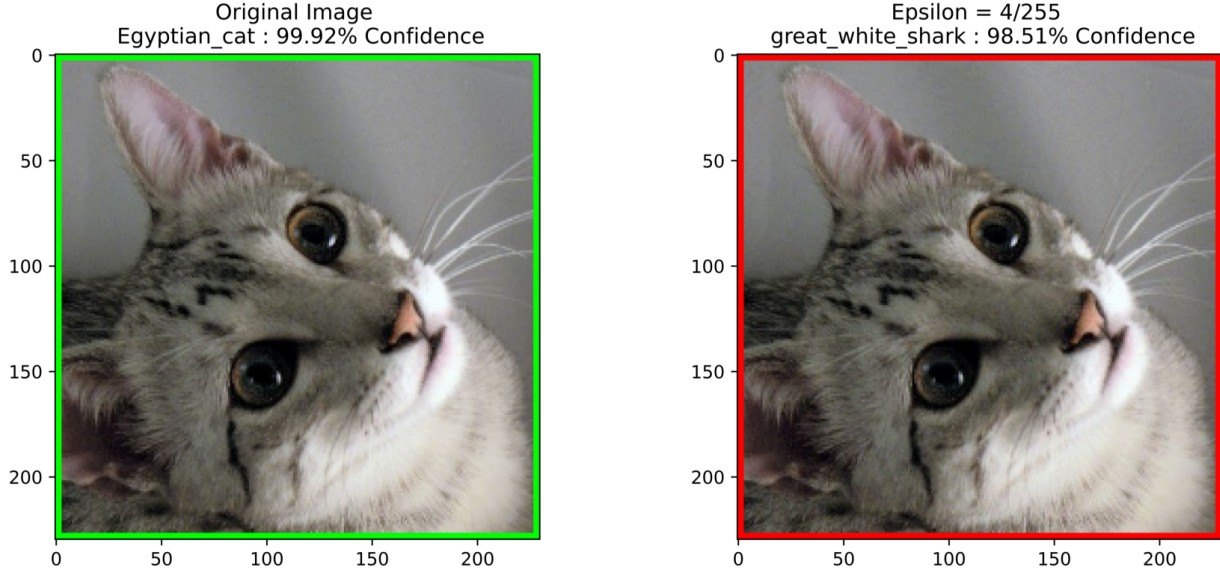 Original Image
Egyptian_cat : 99.92% Confidence
0
50
100
150
200
0 50 100 150 200
Epsilon = 4/255
great_white_shark : 98.51% Confidence
0
50
100
150
200
0 50 100 150 200